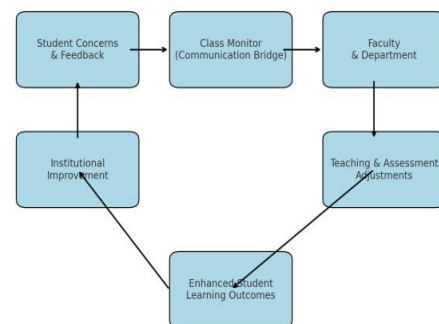 Student Concerns
& Feedback
Class Monitor
(Communication Bridge)
Faculty
& Department
Institutional
Improvement
Teaching & Assessment
Adjustments
Enhanced Student
Learning Outcomes